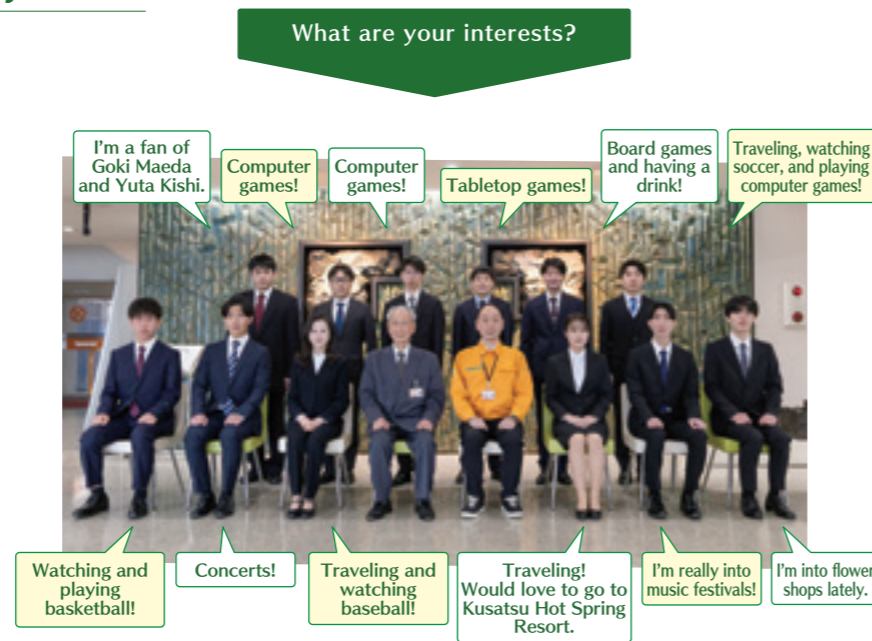 What are your interests?
I'm a fan of
Goki Maeda
and Yuta Kishi.
Computer
games!
Computer
games!
Tabletop games!
Board games
and having a
drink!
Traveling, watching
soccer, and playing
computer games!
Watching and
playing
basketball!
Concerts!
Traveling and
watching
baseball!
Traveling!
Would love to go to
Kusatsu Hot Spring
Resort.
I'm really into
music festivals!
I'm into flower
shops lately.